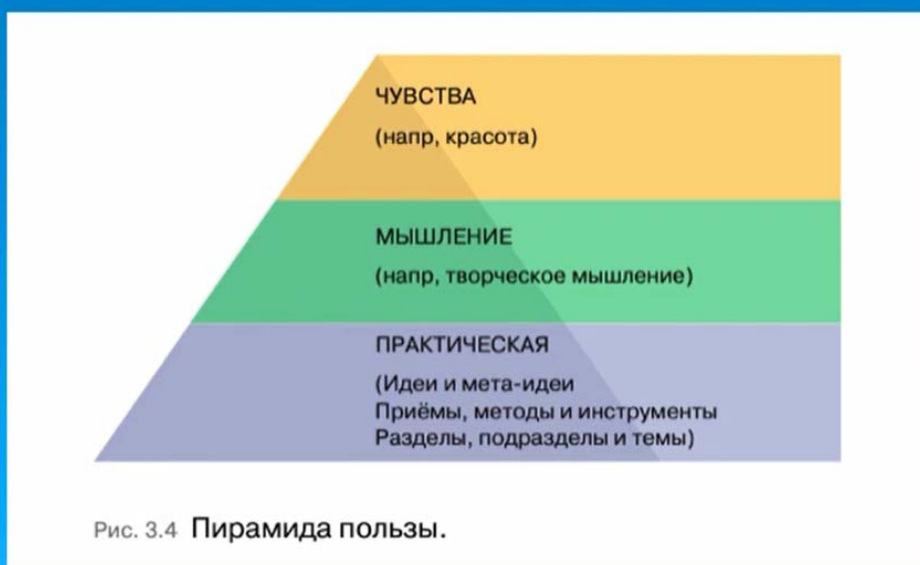 ЧУВСТВА
(напр, красота)
МЫШЛЕНИЕ
(напр, творческое мышление)
ПРАКТИЧЕСКАЯ
(Идеи и мета-идеи
Приёмы, методы и инструменты
Разделы, подразделы и темы)
Рис. 3.4 Пирамида пользы.